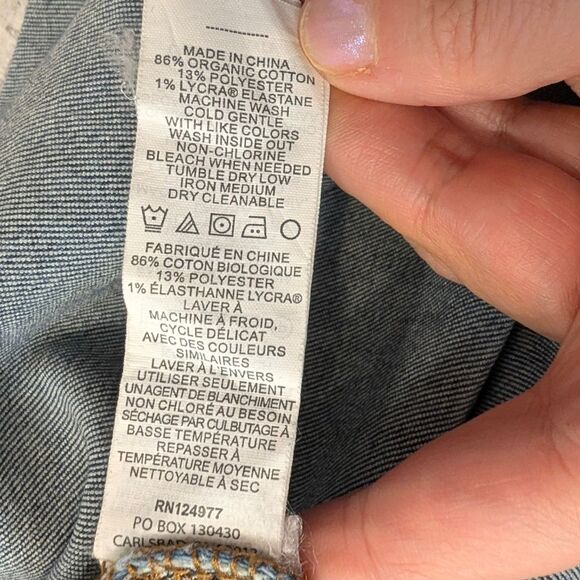 MADE IN CHINA
86% ORGANIC COTTON
13% POLYESTER
1% LYCRA® ELASTANE
MACHINE WASH
COLD GENTLE
WITH LIKE COLORS
WASH INSIDE OUT
NON-CHLORINE
BLEACH WHEN NEEDED
TUMBLE DRY LOW
IRON MEDIUM
DRY CLEANABLE
FABRIQUÉ EN CHINE
86% COTON BIOLOGIQUE
13% POLYESTER
1% ÉLASTHANNE LYCRA®
LAVER À
MACHINE À FROID,
CYCLE DÉLICAT
AVEC DES COULEURS
SIMILAIRES
LAVER À L'ENVERS
UTILISER SEULEMENT
UN AGENT DE BLANCHIMENT
NON CHLORÉ AU BESOIN
SÉCHAGE PAR CULBUTAGE À
BASSE TEMPÉRATURE
REPASSER À
TEMPÉRATURE MOYENNE
NETTOYABLE À SEC
RN124977
PO BOX 130430
CARLSBAD